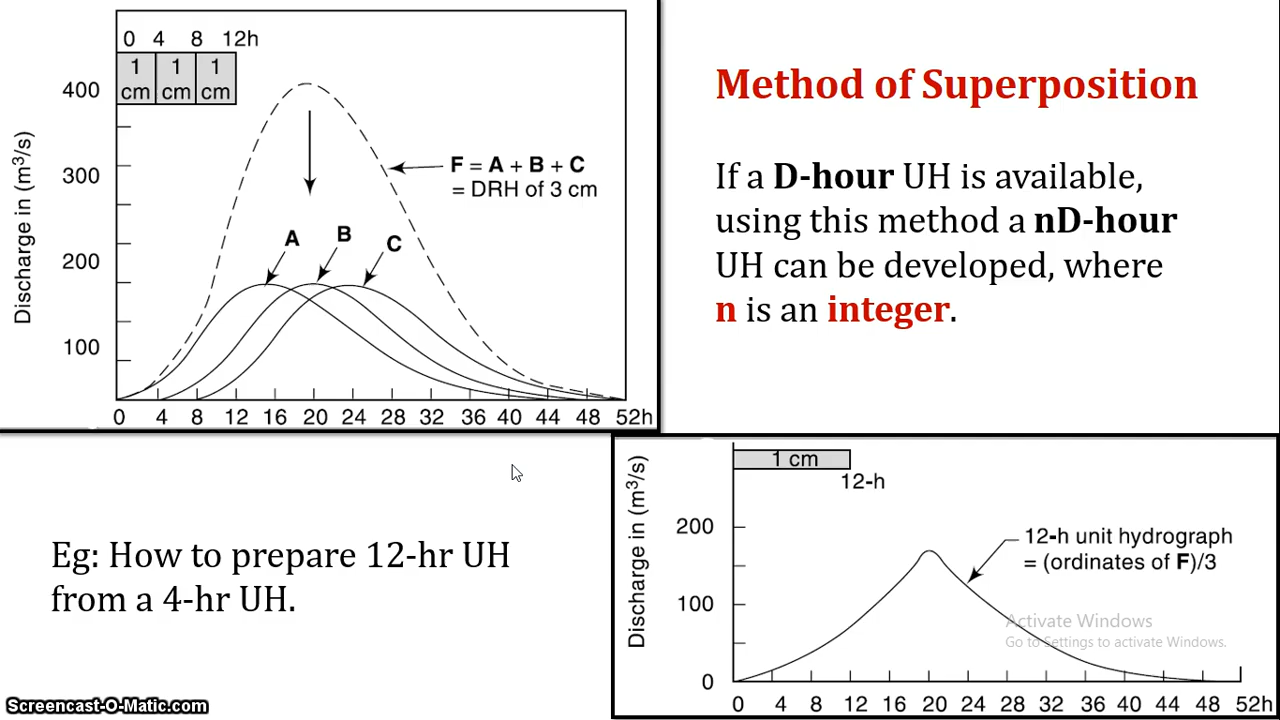 0 4 8 12h
1 1 1
cm cm cm
Discharge in (m³/s)
400
300
200
100
F = A + B + C
= DRH of 3 cm
A
B
C
0 4 8 12 16 20 24 28 32 36 40 44 48 52h
Method of Superposition
If a D-hour UH is available,
using this method a nD-hour
UH can be developed, where
n is an integer.
Eg: How to prepare 12-hr UH
from a 4-hr UH.
1 cm
12-h
Discharge in (m³/s)
200
100
0
12-h unit hydrograph
= (ordinates of F)/3
Activate Windows
Go to Settings to activate Windows.
0 4 8 12 16 20 24 28 32 36 40 44 48 52h
Screencast-O-Matic.com